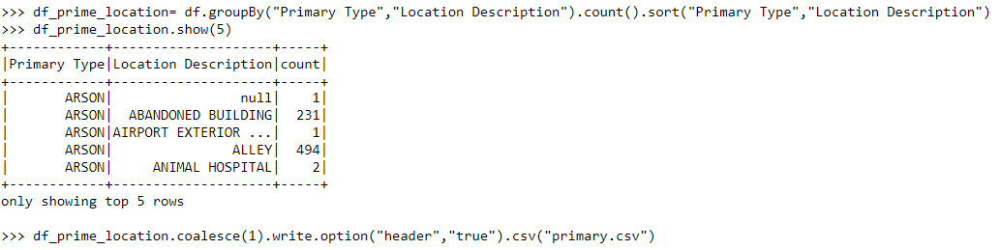 >>> df_prime_location= df.groupBy("Primary Type","Location Description").count().sort("Primary Type","Location Description")
>>> df_prime_location.show(5)
+------------+--------------------+-----+
|Primary Type|Location Description|count|
+------------+--------------------+-----+
|       ARSON|                null|    1|
|       ARSON|  ABANDONED BUILDING|  231|
|       ARSON|AIRPORT EXTERIOR ...|    1|
|       ARSON|               ALLEY|  494|
|       ARSON|     ANIMAL HOSPITAL|    2|
+------------+--------------------+-----+
only showing top 5 rows
>>> df_prime_location.coalesce(1).write.option("header","true").csv("primary.csv")